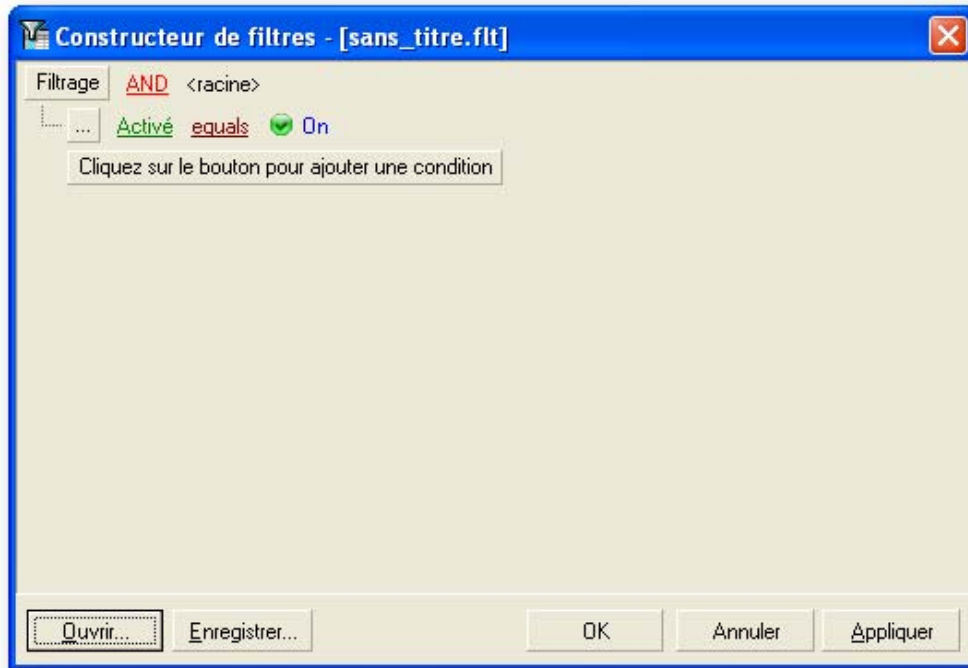 Constructeur de filtres - [sans_titre.flt]
Filtrage AND <racine>
... Activé equals On
Cliquez sur le bouton pour ajouter une condition
Ouvrir... Enregistrer... OK Annuler Appliquer